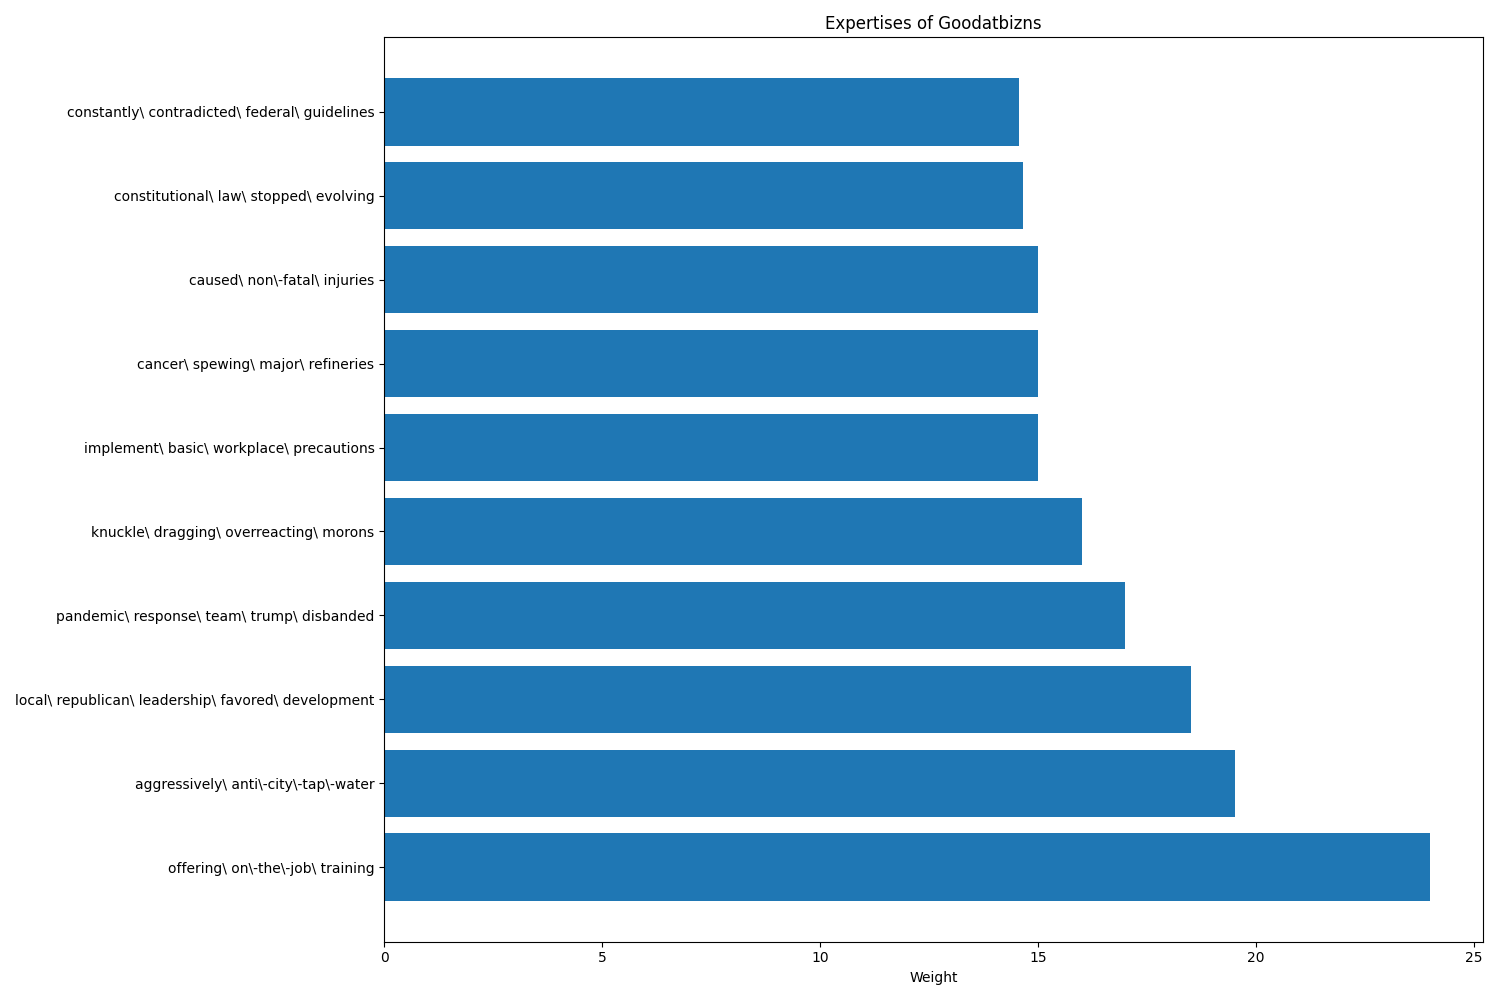 Expertises of Goodatbizns
constantly\ contradicted\ federal\ guidelines
constitutional\ law\ stopped\ evolving
caused\ non\-fatal\ injuries
cancer\ spewing\ major\ refineries
implement\ basic\ workplace\ precautions
knuckle\ dragging\ overreacting\ morons
pandemic\ response\ team\ trump\ disbanded
local\ republican\ leadership\ favored\ development
aggressively\ anti\-city\-tap\-water
offering\ on\-the\-job\ training
0 5 10 15 20 25
Weight